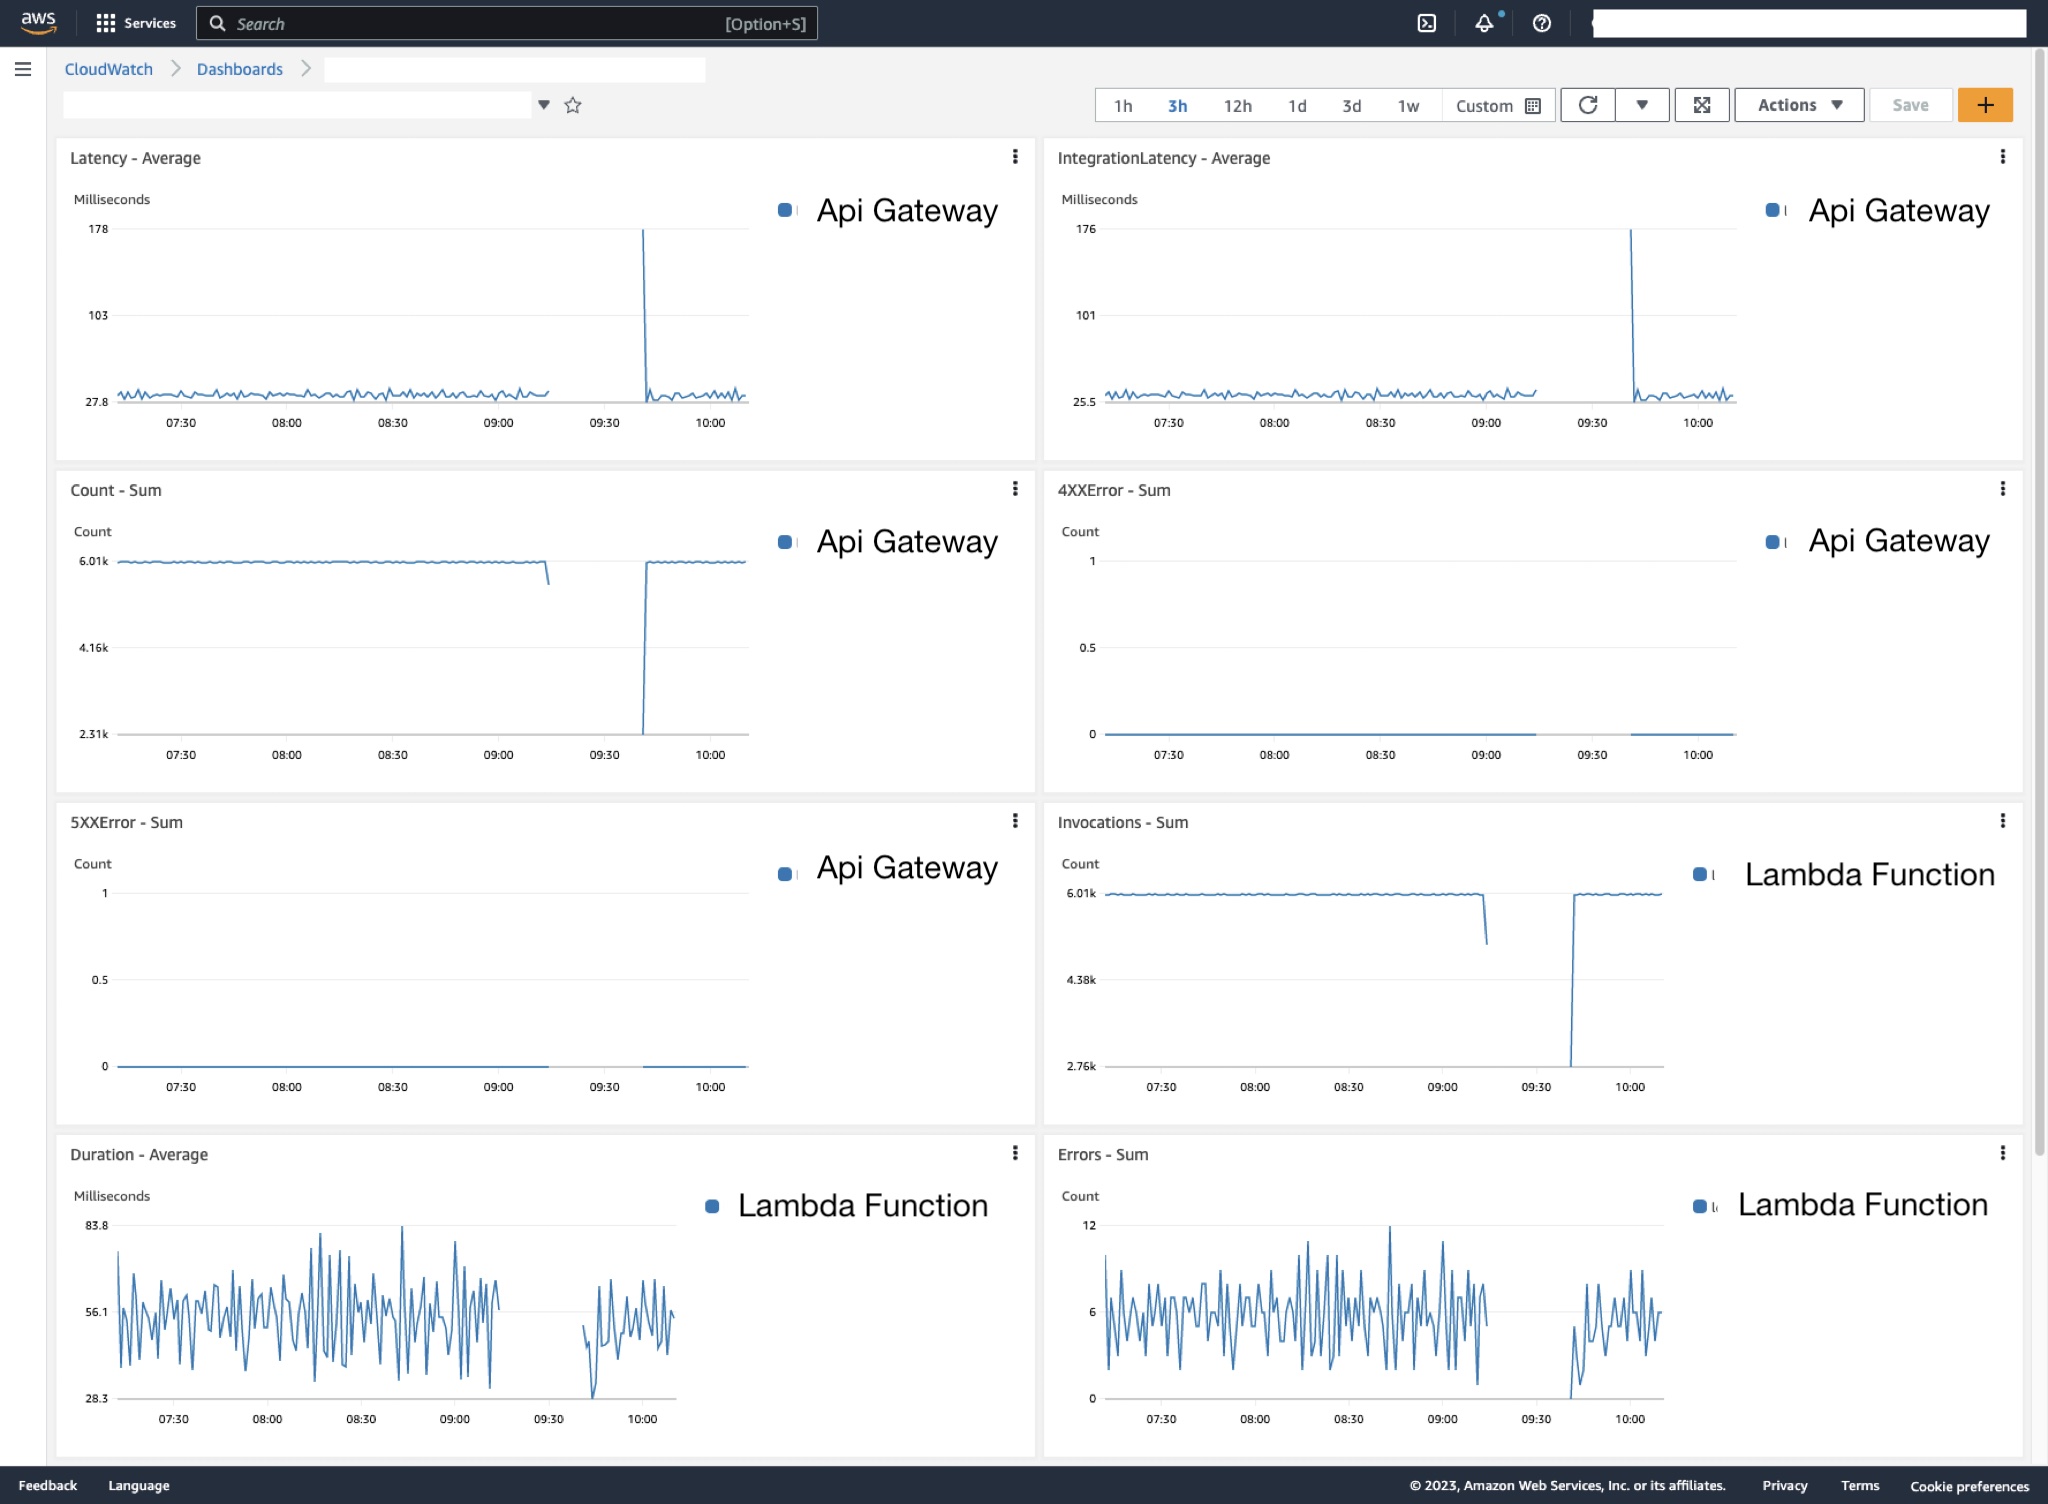 aws Services Search [Option+S]
CloudWatch Dashboards
1h 3h 12h 1d 3d 1w Custom Actions Save +
Latency - Average
Milliseconds
Api Gateway
178
103
27.8
07:30 08:00 08:30 09:00 09:30 10:00
IntegrationLatency - Average
Milliseconds
Api Gateway
176
101
25.5
07:30 08:00 08:30 09:00 09:30 10:00
Count - Sum
Count
Api Gateway
6.01k
4.16k
2.31k
07:30 08:00 08:30 09:00 09:30 10:00
4XXError - Sum
Count
Api Gateway
1
0.5
0
07:30 08:00 08:30 09:00 09:30 10:00
5XXError - Sum
Count
Api Gateway
1
0.5
0
07:30 08:00 08:30 09:00 09:30 10:00
Invocations - Sum
Count
Lambda Function
6.01k
4.38k
2.76k
07:30 08:00 08:30 09:00 09:30 10:00
Duration - Average
Milliseconds
Lambda Function
83.8
56.1
28.3
07:30 08:00 08:30 09:00 09:30 10:00
Errors - Sum
Count
Lambda Function
12
6
0
07:30 08:00 08:30 09:00 09:30 10:00
Feedback Language © 2023, Amazon Web Services, Inc. or its affiliates. Privacy Terms Cookie preferences